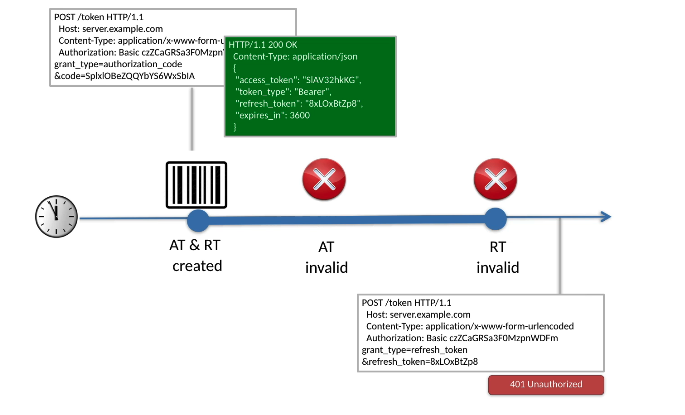 POST /token HTTP/1.1
Host: server.example.com
Content-Type: application/x-www-form-u
Authorization: Basic czZCaGRSa3F0Mzpn
grant_type=authorization_code
&code=SplxlOBeZQQYbYS6WxSbIA
HTTP/1.1 200 OK
Content-Type: application/json
{
"access_token": "SlAV32hkKG",
"token_type": "Bearer",
"refresh_token": "8xLOxBtZp8",
"expires_in": 3600
}
AT & RT
created
AT
invalid
RT
invalid
POST /token HTTP/1.1
Host: server.example.com
Content-Type: application/x-www-form-urlencoded
Authorization: Basic czZCaGRSa3F0MzpnWDFm
grant_type=refresh_token
&refresh_token=8xLOxBtZp8
401 Unauthorized